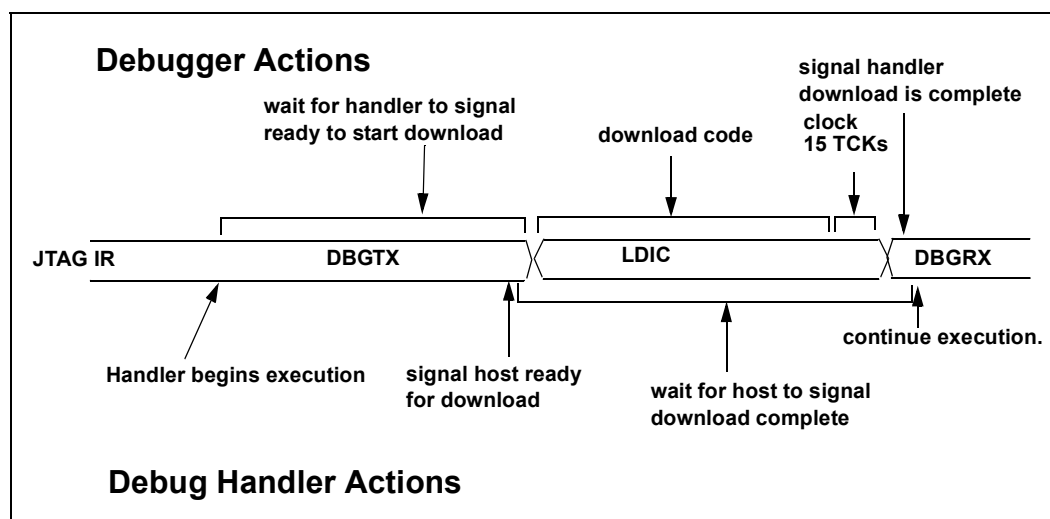 Debugger Actions
signal handler
download is complete
wait for handler to signal
ready to start download
download code
clock
15 TCKs
JTAG IR
DBGTX
LDIC
DBGRX
continue execution.
Handler begins execution
signal host ready
for download
wait for host to signal
download complete
Debug Handler Actions